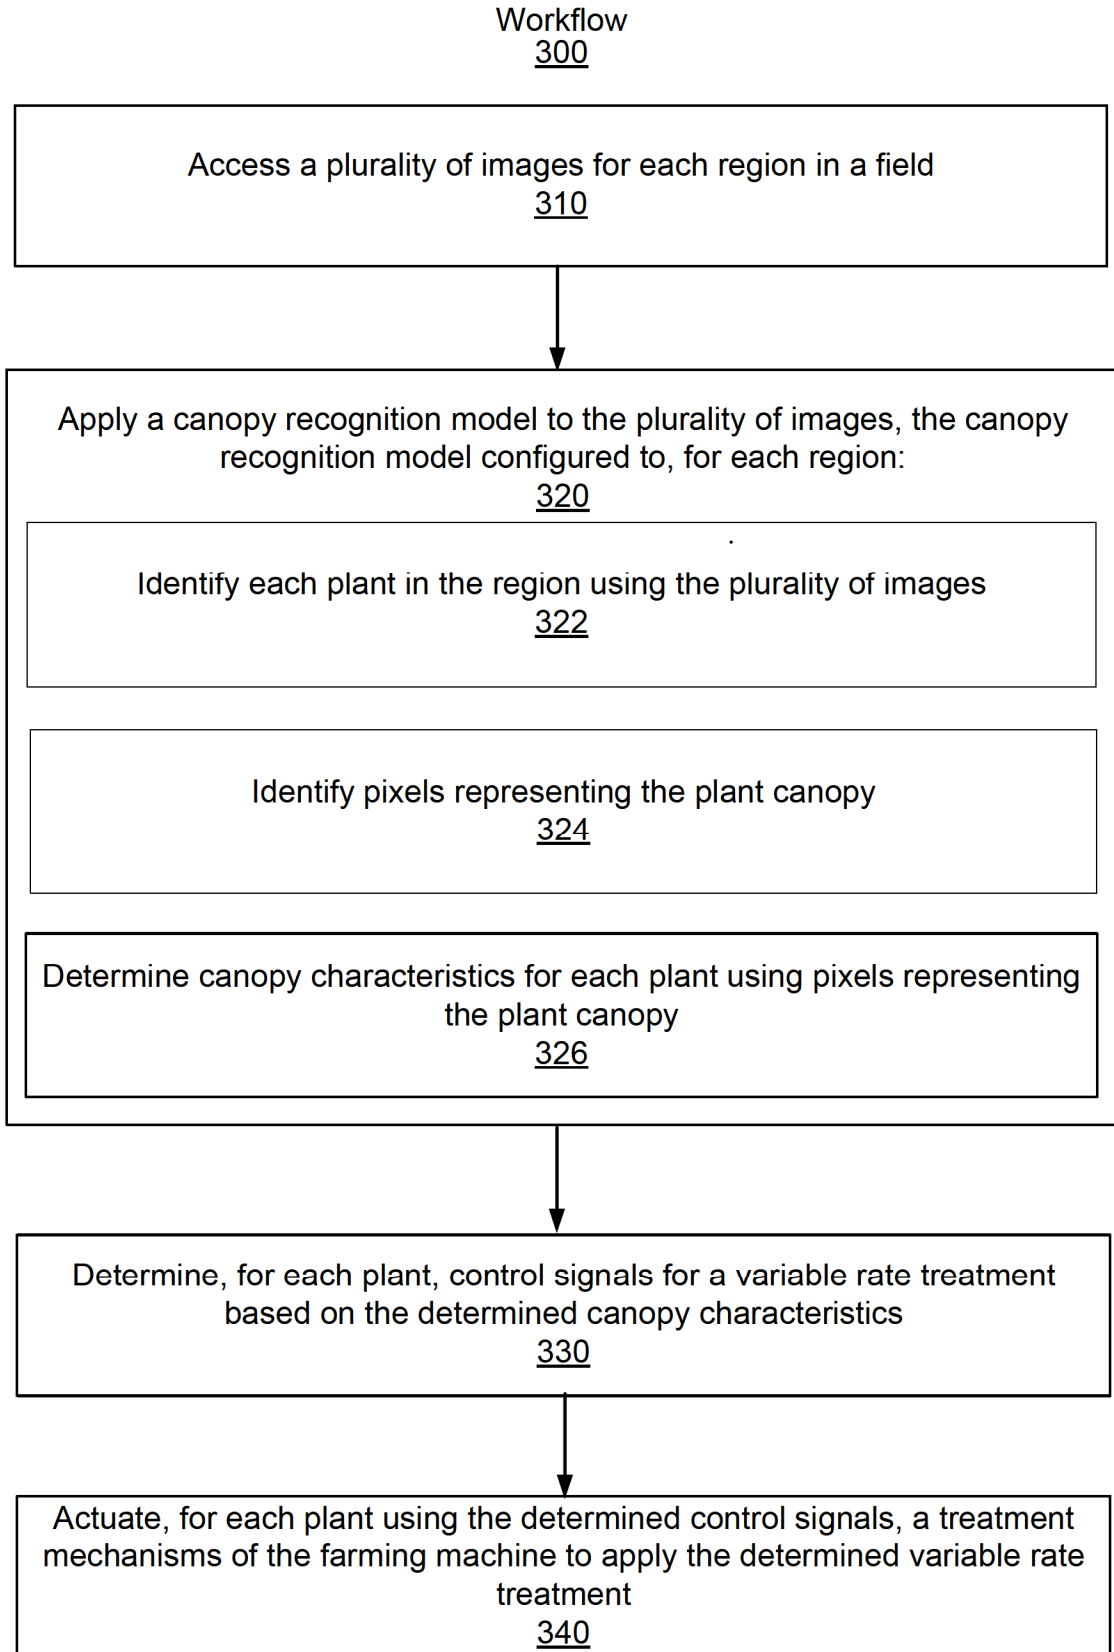 Workflow
300
Access a plurality of images for each region in a field
310
Apply a canopy recognition model to the plurality of images, the canopy
recognition model configured to, for each region:
320
Identify each plant in the region using the plurality of images
322
Identify pixels representing the plant canopy
324
Determine canopy characteristics for each plant using pixels representing
the plant canopy
326
Determine, for each plant, control signals for a variable rate treatment
based on the determined canopy characteristics
330
Actuate, for each plant using the determined control signals, a treatment
mechanisms of the farming machine to apply the determined variable rate
treatment
340